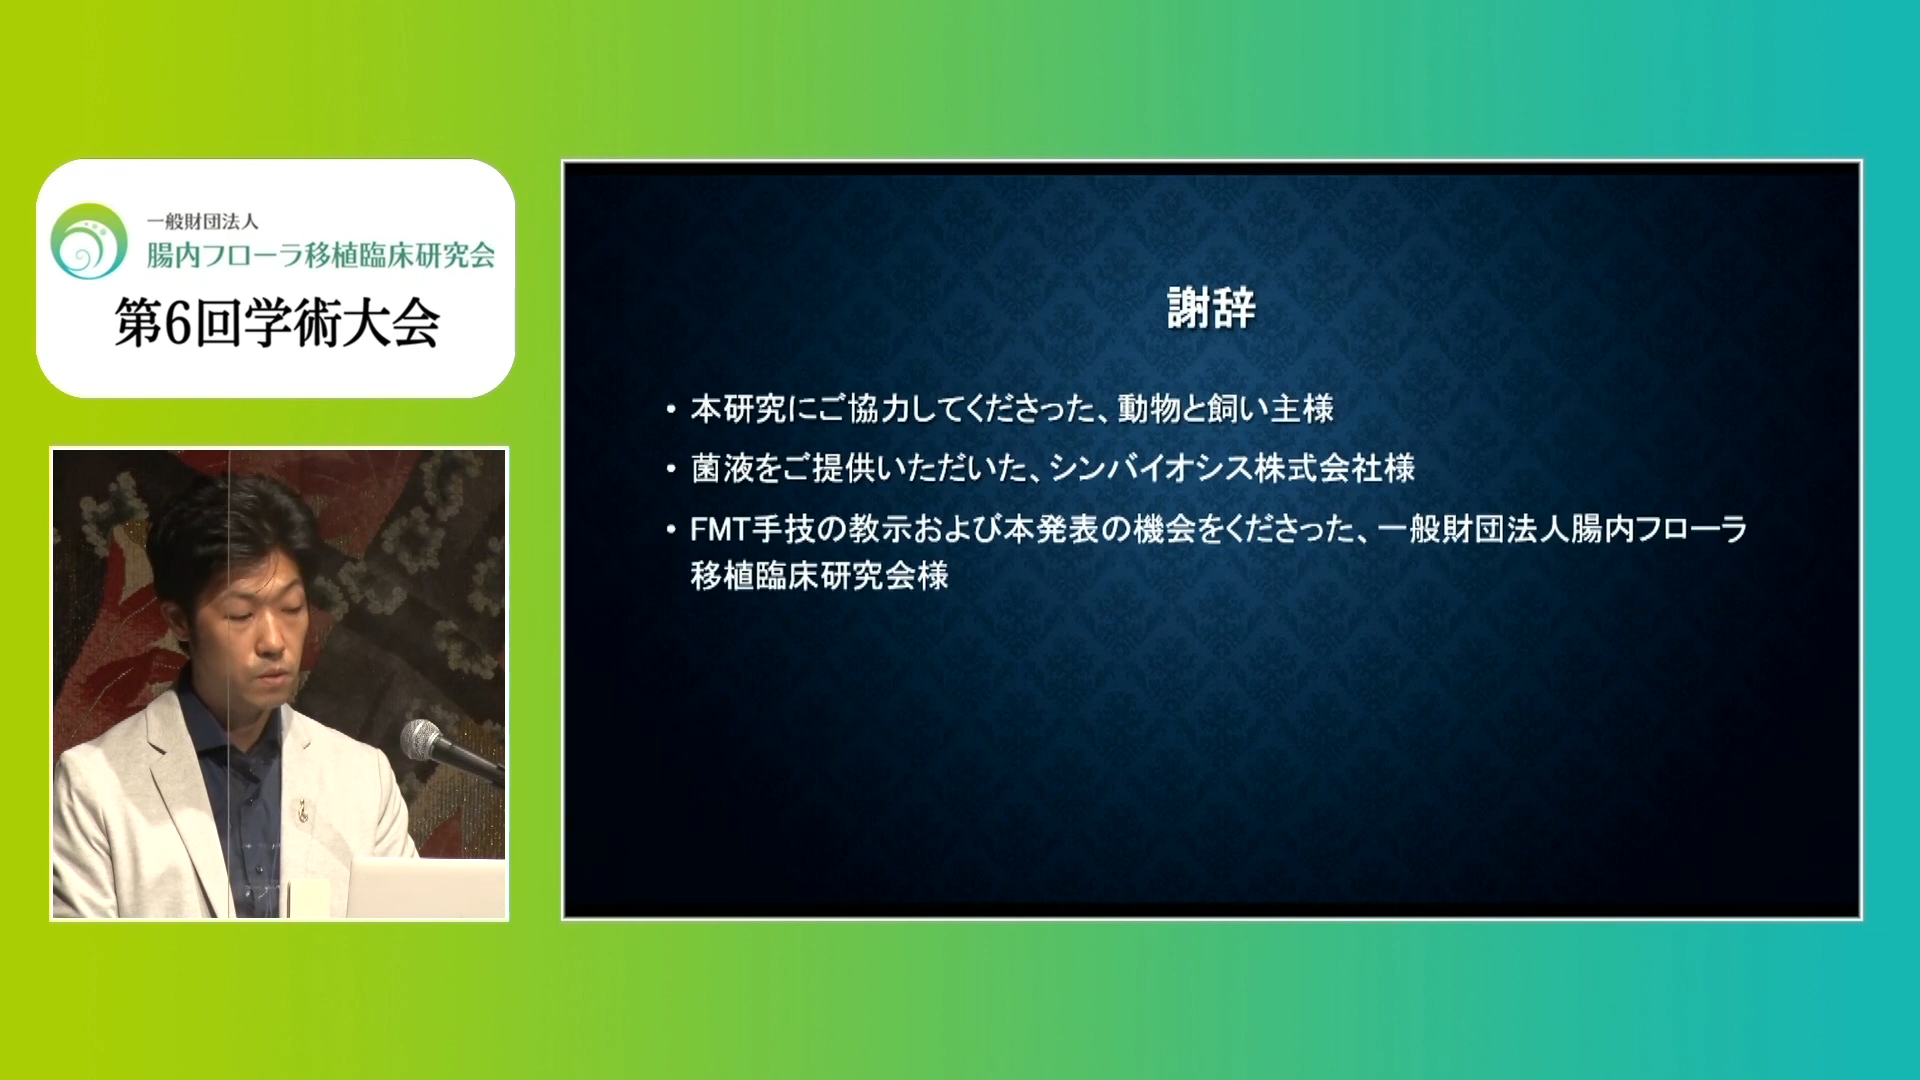 一般財団法人
腸内フローラ移植臨床研究会
第6回学術大会
謝辞
• 本研究にご協力してくださった、動物と飼い主様
• 菌液をご提供いただいた、シンバイオシス株式会社様
• FMT手技の教示および本発表の機会をくださった、一般財団法人腸内フローラ
移植臨床研究会様